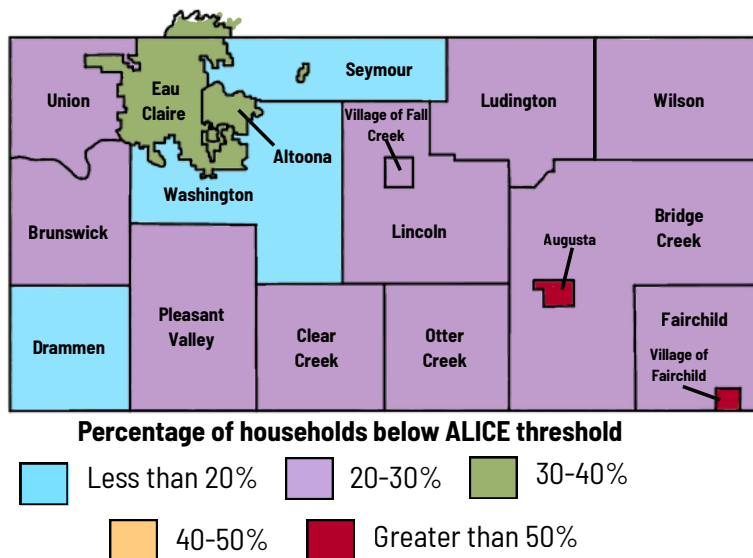 Union
Eau
Claire
Seymour
Ludington
Wilson
Village of Fall
Creek
Altoona
Washington
Brunswick
Lincoln
Augusta
Bridge
Creek
Drammen
Pleasant
Valley
Clear
Creek
Otter
Creek
Fairchild
Village of
Fairchild
Percentage of households below ALICE threshold
Less than 20%
20-30%
30-40%
40-50%
Greater than 50%